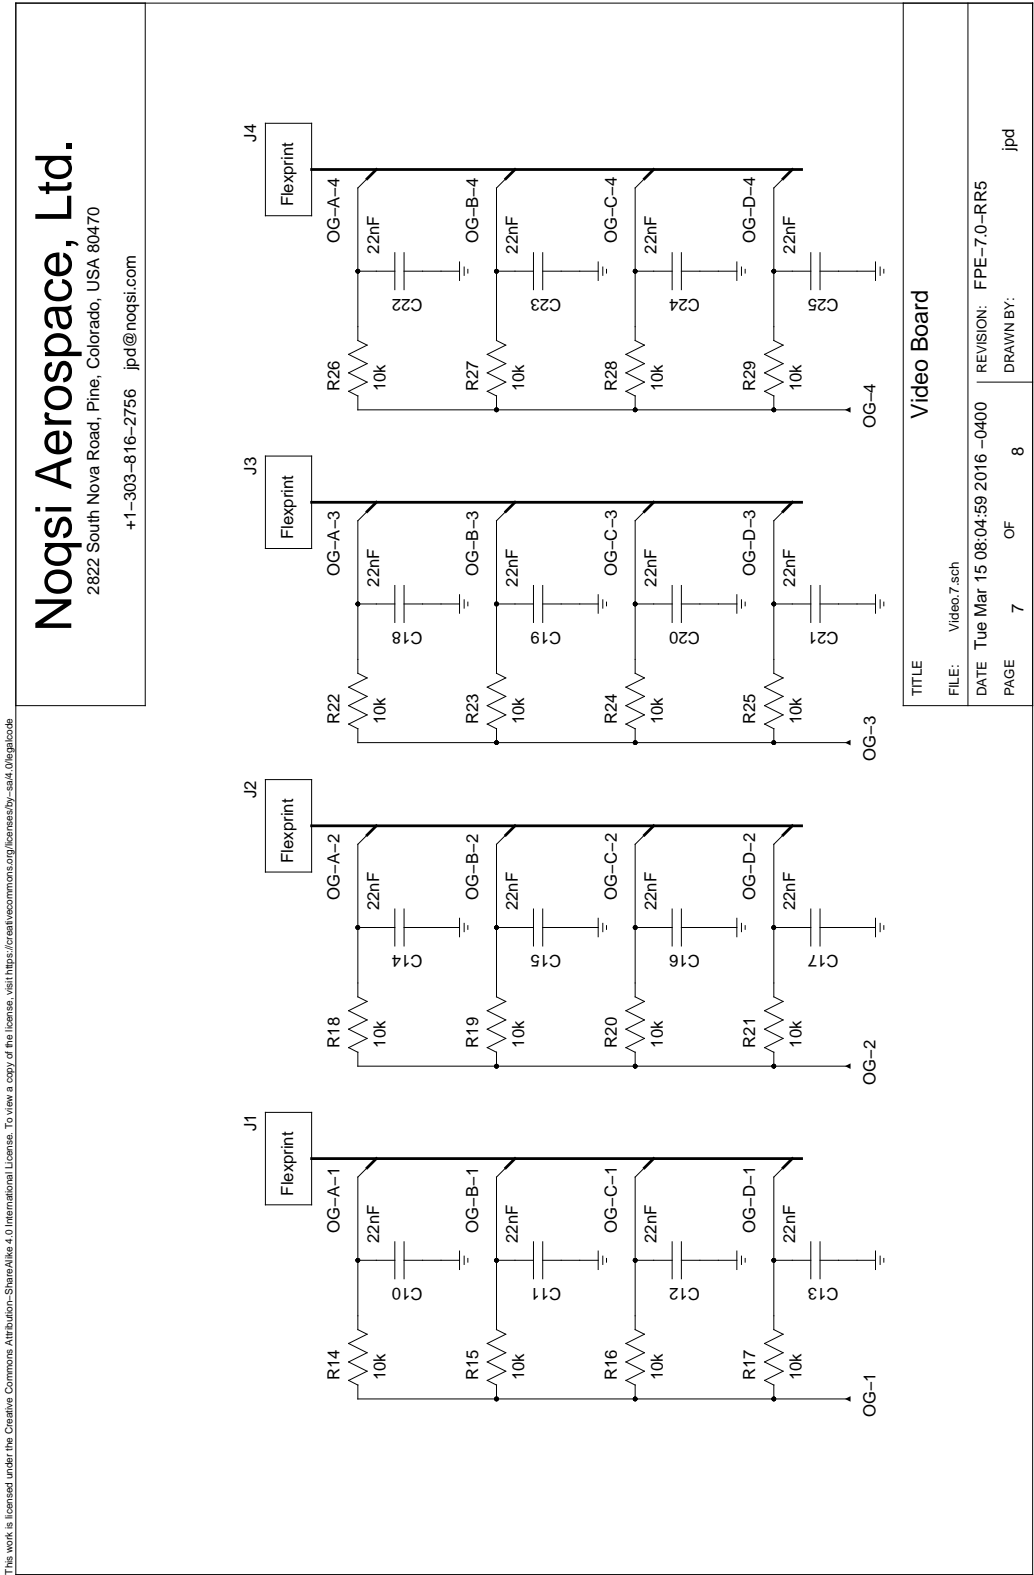 This work is licensed under the Creative Commons Attribution−ShareAlike 4.0 International License. To view a copy of the license, visit https://creativecommons.org/licenses/by−sa/4.0/legalcode
Noqsi Aerospace, Ltd.
2822 South Nova Road, Pine, Colorado, USA 80470
+1−303−816−2756 jpd@noqsi.com
J1
Flexprint
OG−A−1
R14
10k
22nF
C10
OG−B−1
R15
10k
22nF
C11
OG−C−1
R16
10k
22nF
C12
OG−D−1
R17
10k
22nF
C13
OG−1
J2
Flexprint
OG−A−2
R18
10k
22nF
C14
OG−B−2
R19
10k
22nF
C15
OG−C−2
R20
10k
22nF
C16
OG−D−2
R21
10k
22nF
C17
OG−2
J3
Flexprint
OG−A−3
R22
10k
22nF
C18
OG−B−3
R23
10k
22nF
C19
OG−C−3
R24
10k
22nF
C20
OG−D−3
R25
10k
22nF
C21
OG−3
J4
Flexprint
OG−A−4
R26
10k
22nF
C22
OG−B−4
R27
10k
22nF
C23
OG−C−4
R28
10k
22nF
C24
OG−D−4
R29
10k
22nF
C25
OG−4
TITLE
Video Board
FILE: Video.7.sch
DATE Tue Mar 15 08:04:59 2016 −0400
REVISION: FPE−7.0−RR5
PAGE 7 OF 8
DRAWN BY: jpd